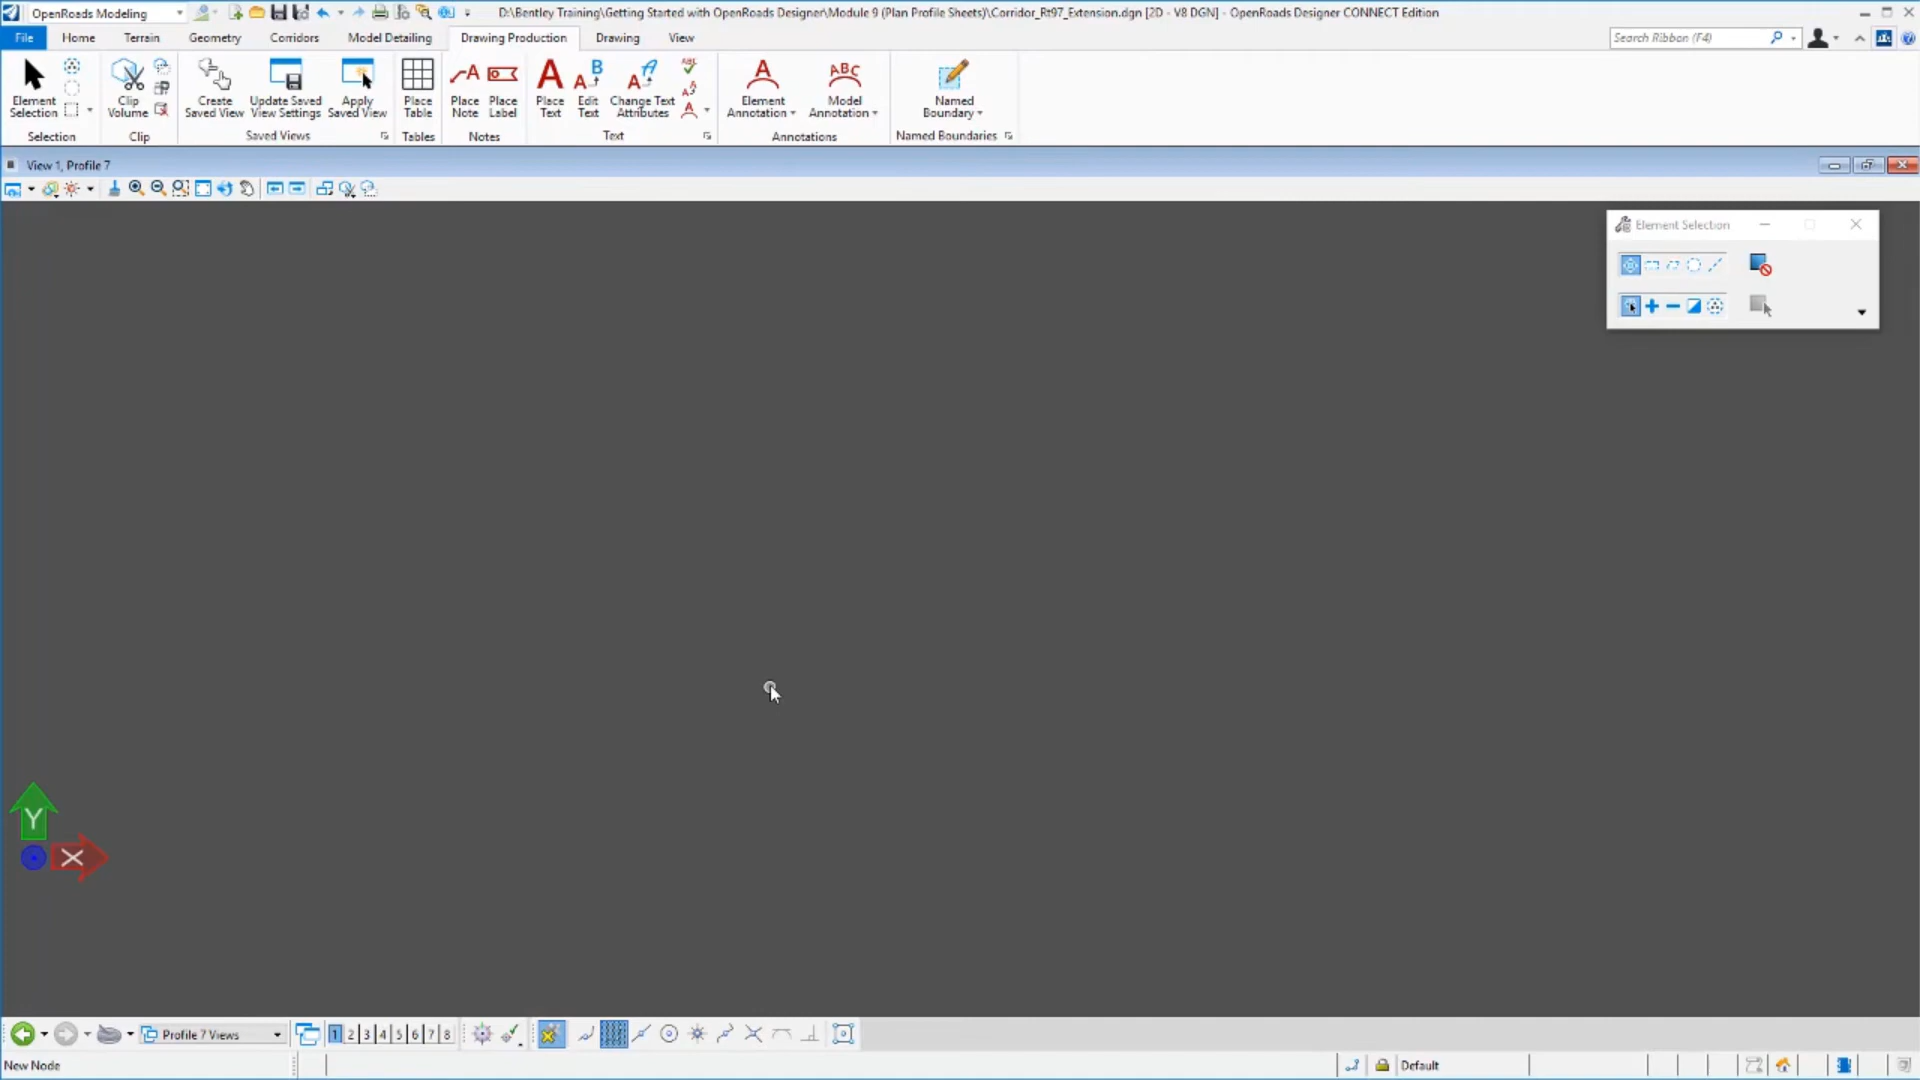 OpenRoads Modeling
D:\Bentley Training\Getting Started with OpenRoads Designer\Module 9 (Plan Profile Sheets)\Corridor_Rt97_Extension.dgn [2D - V8 DGN] - OpenRoads Designer CONNECT Edition
File Home Terrain Geometry Corridors Model Detailing Drawing Production Drawing View Search Ribbon (F4)
Element Selection
Clip Volume
Create Saved View
Update Saved View Settings
Apply Saved View
Place Table
Place Note
Place Label
Place Text
Edit Text
Change Text Attributes
Element Annotation
Model Annotation
Named Boundary
Selection Clip Saved Views Tables Notes Text Annotations Named Boundaries
View 1, Profile 7
Element Selection
Y
X
Profile 7 Views 1 2 3 4 5 6 7 8
New Node Default